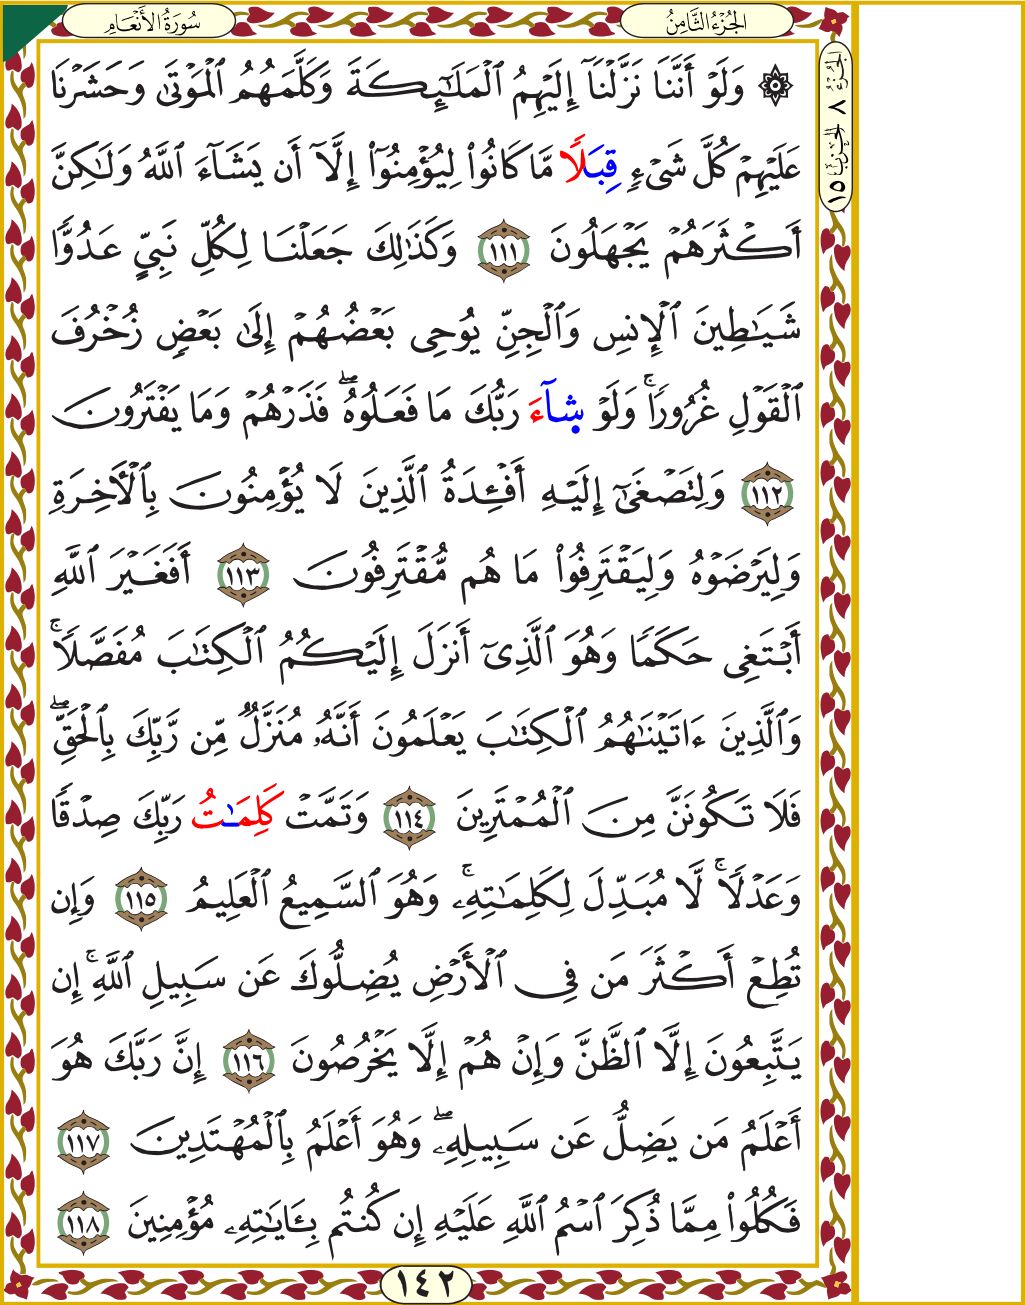 سُورَةُ الأَنْعَامِ
الجُزْءُ الثَّامِنُ
الجُزْءُ ٨ الحِزْبُ ١٥
۞ وَلَوْ أَنَّنَا نَزَّلْنَآ إِلَيْهِمُ ٱلْمَلَٰٓئِكَةَ وَكَلَّمَهُمُ ٱلْمَوْتَىٰ وَحَشَرْنَا
عَلَيْهِمْ كُلَّ شَىْءٍ قِبَلًا مَّا كَانُوا۟ لِيُؤْمِنُوٓا۟ إِلَّآ أَن يَشَآءَ ٱللَّهُ وَلَٰكِنَّ
أَكْثَرَهُمْ يَجْهَلُونَ ١١١ وَكَذَٰلِكَ جَعَلْنَا لِكُلِّ نَبِىٍّ عَدُوًّا
شَيَٰطِينَ ٱلْإِنسِ وَٱلْجِنِّ يُوحِى بَعْضُهُمْ إِلَىٰ بَعْضٍ زُخْرُفَ
ٱلْقَوْلِ غُرُورًا ۚ وَلَوْ شَآءَ رَبُّكَ مَا فَعَلُوهُ ۖ فَذَرْهُمْ وَمَا يَفْتَرُونَ
١١٢ وَلِتَصْغَىٰٓ إِلَيْهِ أَفْـِٔدَةُ ٱلَّذِينَ لَا يُؤْمِنُونَ بِٱلْـَٔاخِرَةِ
وَلِيَرْضَوْهُ وَلِيَقْتَرِفُوا۟ مَا هُم مُّقْتَرِفُونَ ١١٣ أَفَغَيْرَ ٱللَّهِ
أَبْتَغِى حَكَمًا وَهُوَ ٱلَّذِىٓ أَنزَلَ إِلَيْكُمُ ٱلْكِتَٰبَ مُفَصَّلًا ۚ
وَٱلَّذِينَ ءَاتَيْنَٰهُمُ ٱلْكِتَٰبَ يَعْلَمُونَ أَنَّهُۥ مُنَزَّلٌ مِّن رَّبِّكَ بِٱلْحَقِّ ۖ
فَلَا تَكُونَنَّ مِنَ ٱلْمُمْتَرِينَ ١١٤ وَتَمَّتْ كَلِمَٰتُ رَبِّكَ صِدْقًا
وَعَدْلًا ۚ لَّا مُبَدِّلَ لِكَلِمَٰتِهِۦ ۚ وَهُوَ ٱلسَّمِيعُ ٱلْعَلِيمُ ١١٥ وَإِن
تُطِعْ أَكْثَرَ مَن فِى ٱلْأَرْضِ يُضِلُّوكَ عَن سَبِيلِ ٱللَّهِ ۚ إِن
يَتَّبِعُونَ إِلَّا ٱلظَّنَّ وَإِنْ هُمْ إِلَّا يَخْرُصُونَ ١١٦ إِنَّ رَبَّكَ هُوَ
أَعْلَمُ مَن يَضِلُّ عَن سَبِيلِهِۦ ۖ وَهُوَ أَعْلَمُ بِٱلْمُهْتَدِينَ ١١٧
فَكُلُوا۟ مِمَّا ذُكِرَ ٱسْمُ ٱللَّهِ عَلَيْهِ إِن كُنتُم بِـَٔايَٰتِهِۦ مُؤْمِنِينَ ١١٨
١٤٢